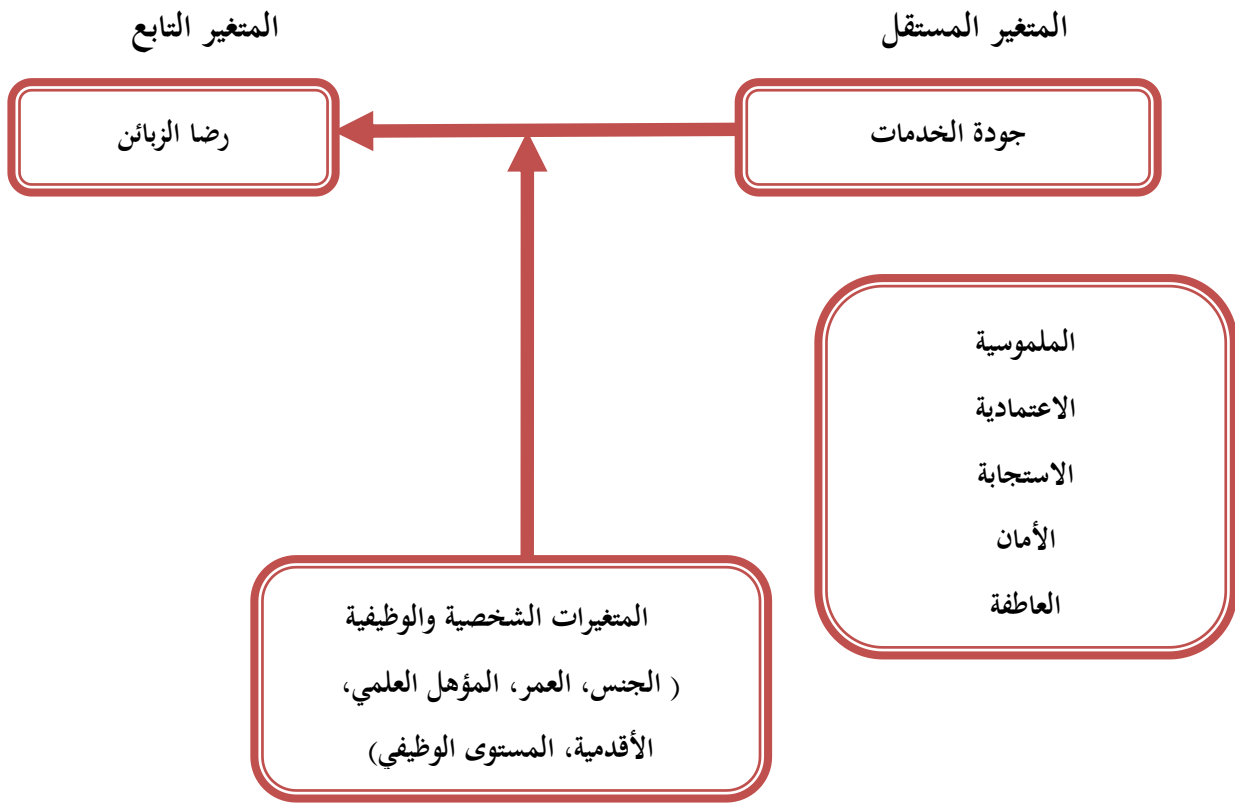 المتغير المستقل
المتغير التابع
جودة الخدمات
رضا الزبائن
الملموسية
الاعتمادية
الاستجابة
الأمان
العاطفة
المتغيرات الشخصية والوظيفية
( الجنس، العمر، المؤهل العلمي،
الأقدمية، المستوى الوظيفي)